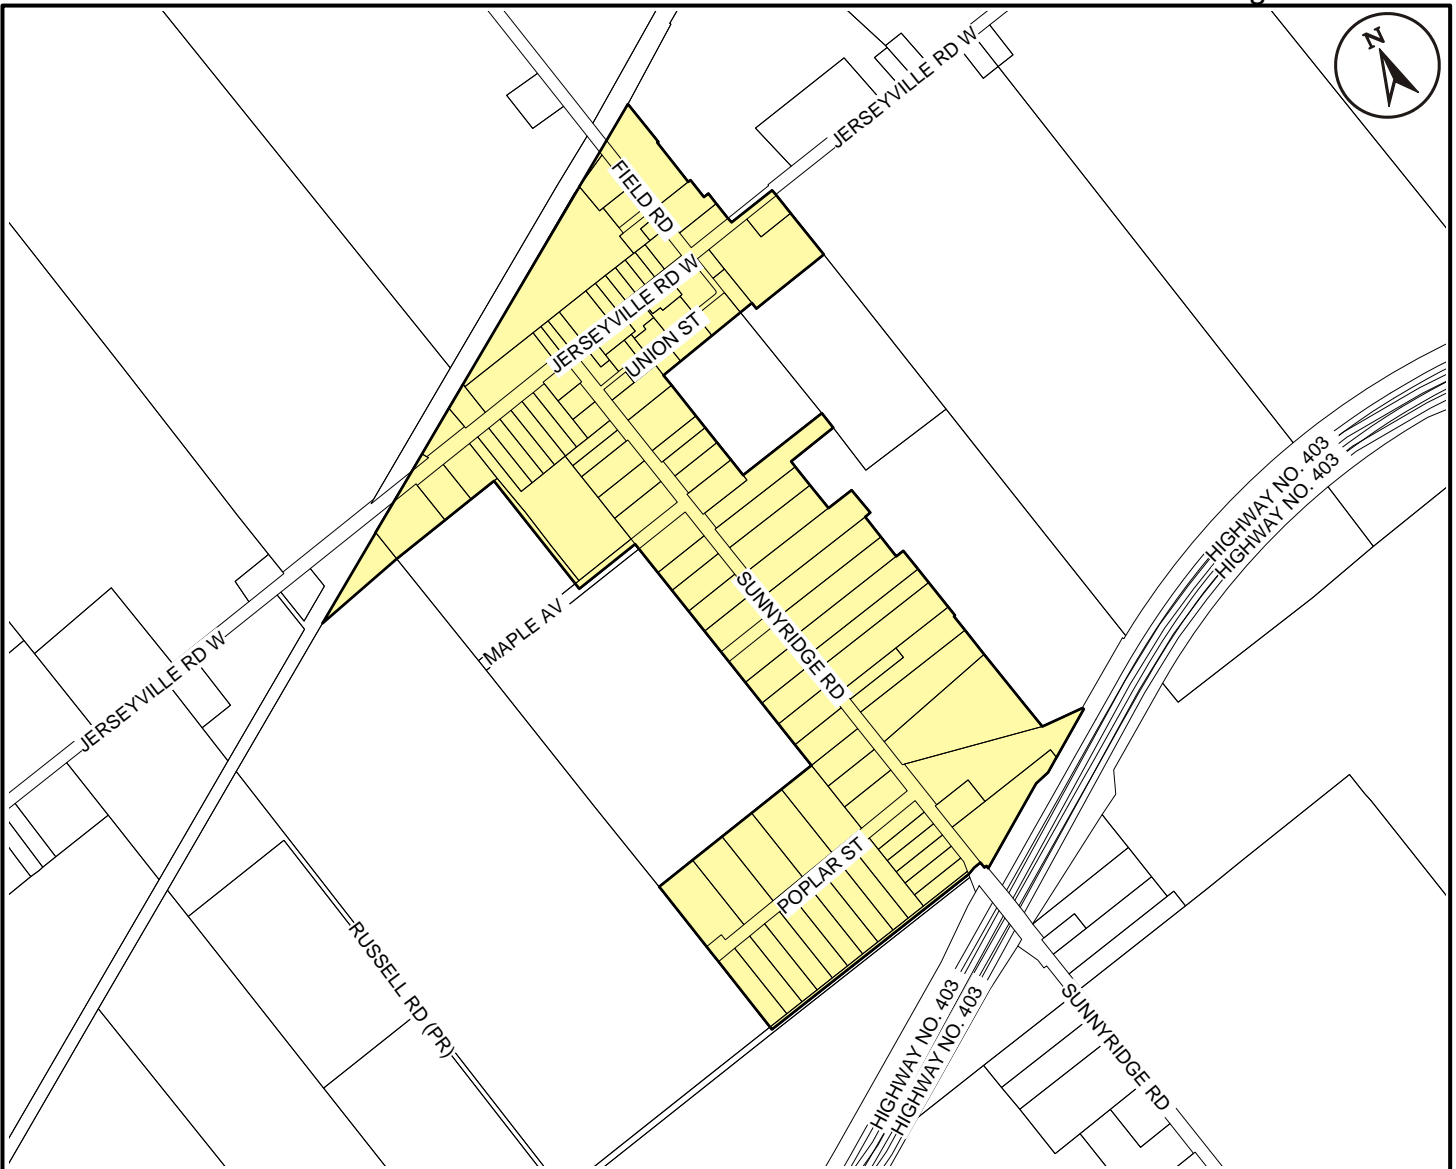 N
JERSEYVILLE RD W
FIELD RD
JERSEYVILLE RD W
UNION ST
HIGHWAY NO. 403
HIGHWAY NO. 403
SUNNYRIDGE RD
MAPLE AV
JERSEYVILLE RD W
POPLAR ST
RUSSELL RD (PR)
HIGHWAY NO. 403
HIGHWAY NO. 403
SUNNYRIDGE RD